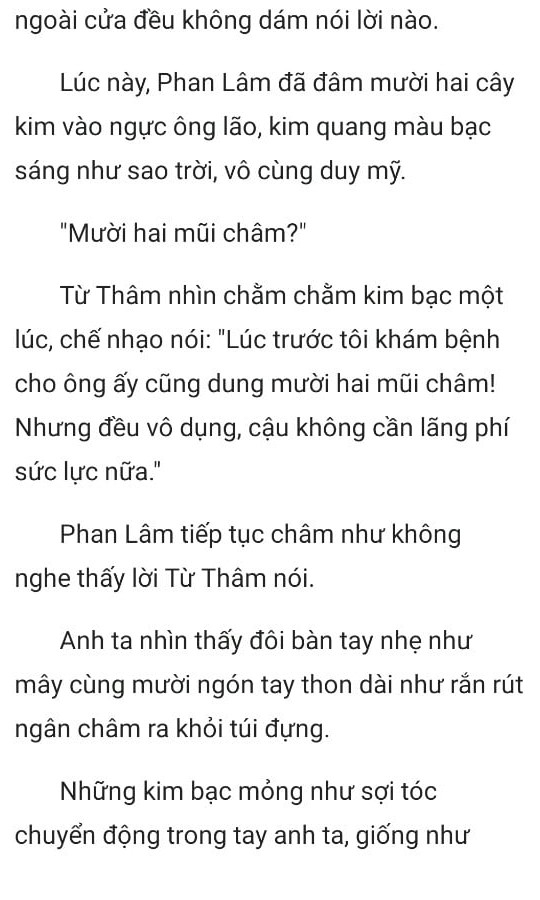 ngoài cửa đều không dám nói lời nào.
Lúc này, Phan Lâm đã đâm mười hai cây
kim vào ngực ông lão, kim quang màu bạc
sáng như sao trời, vô cùng duy mỹ.
"Mười hai mũi châm?"
Từ Thâm nhìn chằm chằm kim bạc một
lúc, chế nhạo nói: "Lúc trước tôi khám bệnh
cho ông ấy cũng dung mười hai mũi châm!
Nhưng đều vô dụng, cậu không cần lãng phí
sức lực nữa."
Phan Lâm tiếp tục châm như không
nghe thấy lời Từ Thâm nói.
Anh ta nhìn thấy đôi bàn tay nhẹ như
mây cùng mười ngón tay thon dài như rắn rút
ngân châm ra khỏi túi đựng.
Những kim bạc mỏng như sợi tóc
chuyển động trong tay anh ta, giống như